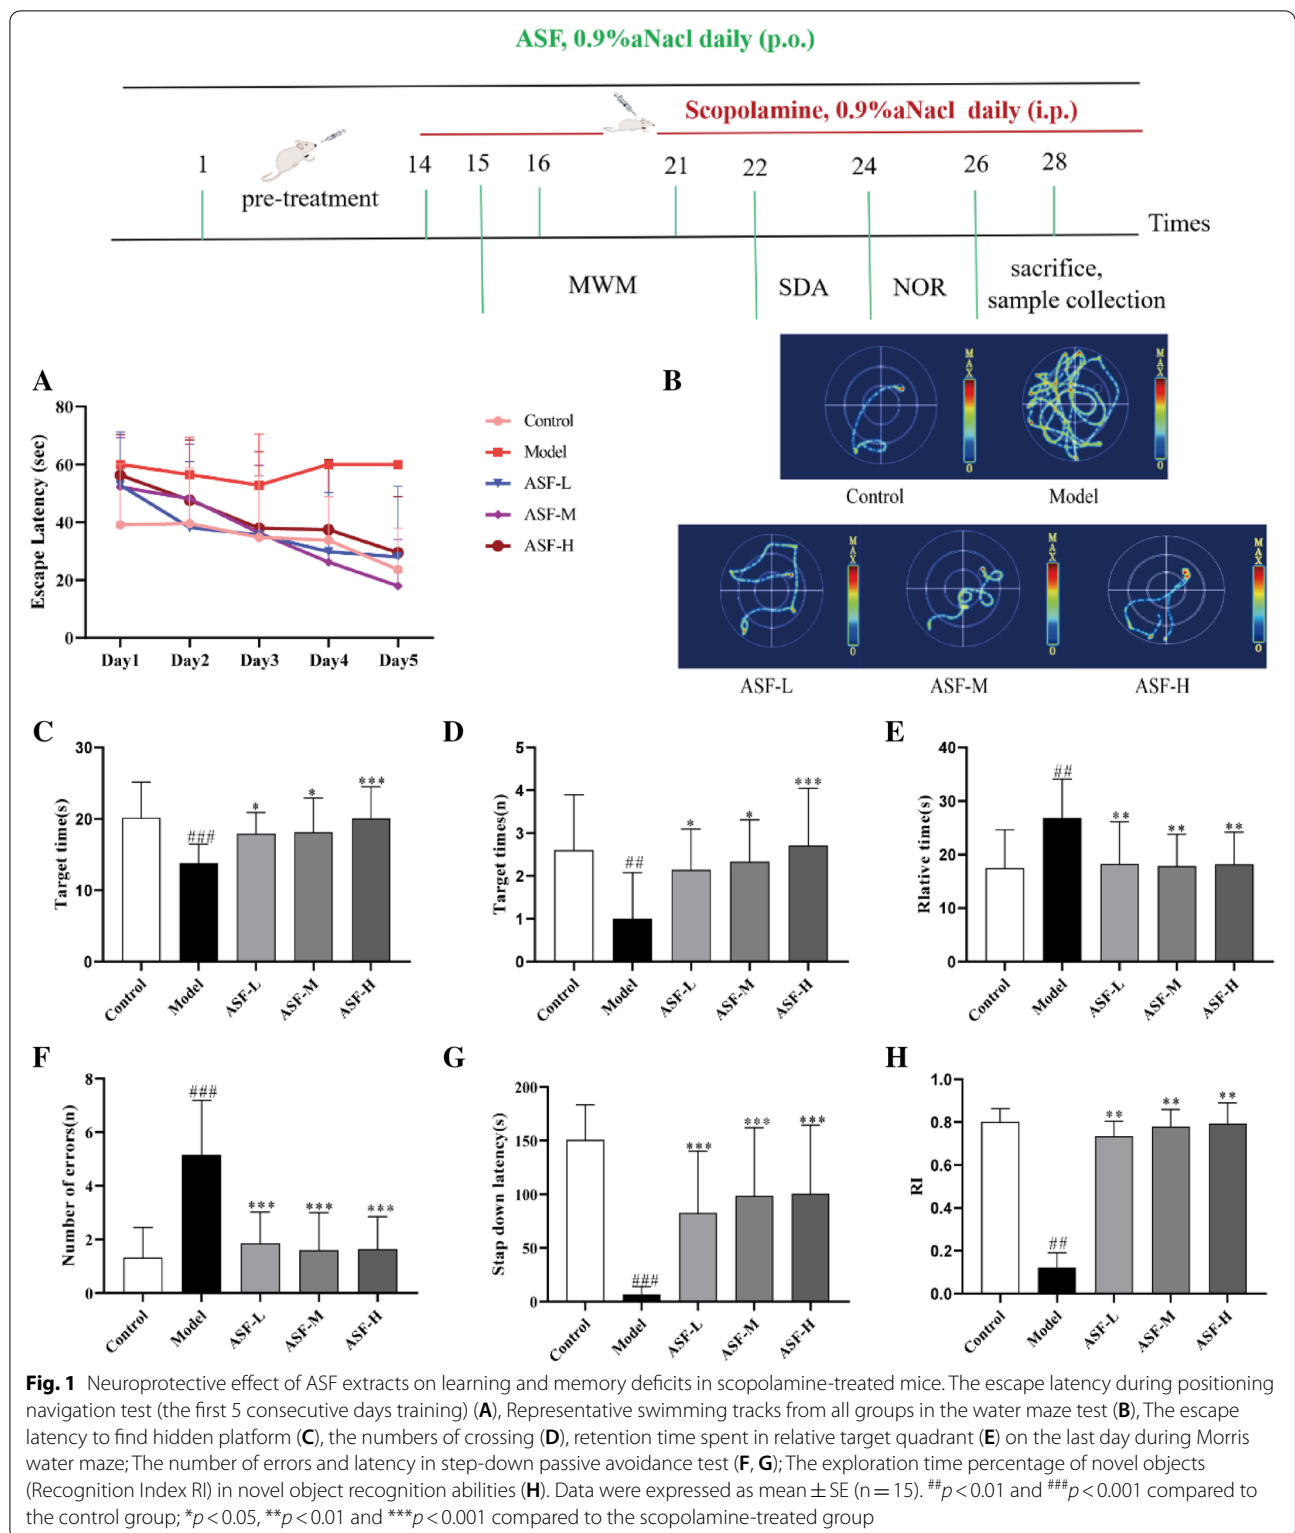 ASF, 0.9%aNacl daily (p.o.)
Scopolamine, 0.9%aNacl daily (i.p.)
1 14 15 16 21 22 24 26 28
pre-treatment
Times
MWM SDA NOR sacrifice,
sample collection
A
Escape Latency (sec)
80
60
40
20
0
Day1 Day2 Day3 Day4 Day5
Control
Model
ASF-L
ASF-M
ASF-H
B
MAX 0 MAX 0
Control Model
MAX 0 MAX 0 MAX 0
ASF-L ASF-M ASF-H
C
Target time(s)
30
20
10
0
### * * ***
Control Model ASF-L ASF-M ASF-H
D
Target times(n)
5
4
3
2
1
0
## * * ***
Control Model ASF-L ASF-M ASF-H
E
Rlative time(s)
40
30
20
10
0
## ** ** **
Control Model ASF-L ASF-M ASF-H
F
Number of errors(n)
8
6
4
2
0
### *** *** ***
Control Model ASF-L ASF-M ASF-H
G
Stap down latency(s)
200
150
100
50
0
### *** *** ***
Control Model ASF-L ASF-M ASF-H
H
RI
1.0
0.8
0.6
0.4
0.2
0.0
## ** ** **
Control Model ASF-L ASF-M ASF-H
Fig. 1 Neuroprotective effect of ASF extracts on learning and memory deficits in scopolamine-treated mice. The escape latency during positioning
navigation test (the first 5 consecutive days training) (A), Representative swimming tracks from all groups in the water maze test (B), The escape
latency to find hidden platform (C), the numbers of crossing (D), retention time spent in relative target quadrant (E) on the last day during Morris
water maze; The number of errors and latency in step-down passive avoidance test (F, G); The exploration time percentage of novel objects
(Recognition Index RI) in novel object recognition abilities (H). Data were expressed as mean ± SE (n = 15). ##p < 0.01 and ###p < 0.001 compared to
the control group; *p < 0.05, **p < 0.01 and ***p < 0.001 compared to the scopolamine-treated group